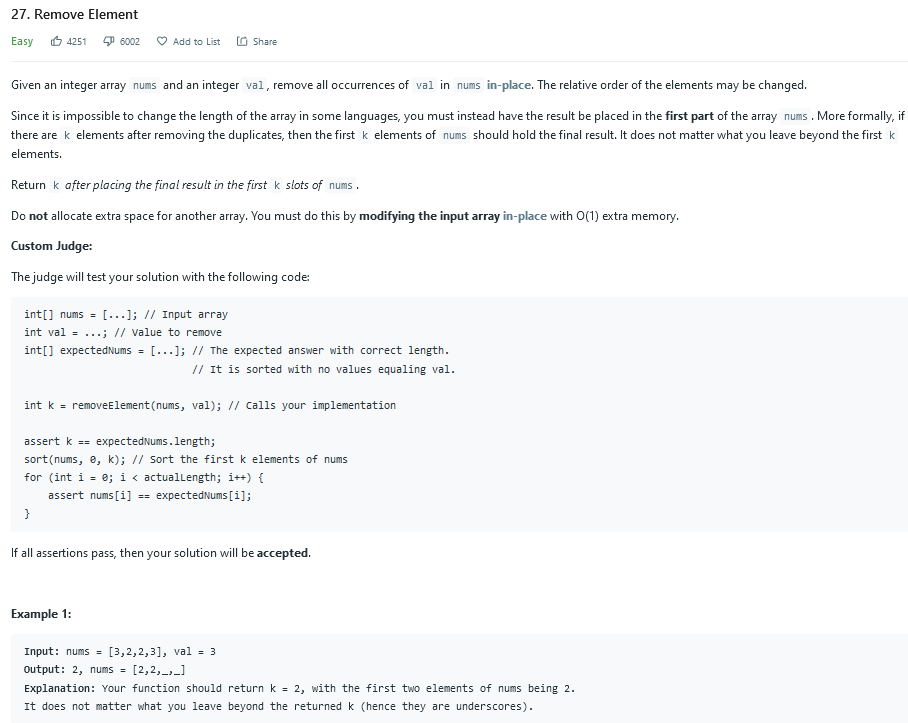 27. Remove Element
Easy 4251 6002 Add to List Share
Given an integer array nums and an integer val, remove all occurrences of val in nums in-place. The relative order of the elements may be changed.
Since it is impossible to change the length of the array in some languages, you must instead have the result be placed in the first part of the array nums. More formally, if
there are k elements after removing the duplicates, then the first k elements of nums should hold the final result. It does not matter what you leave beyond the first k
elements.
Return k after placing the final result in the first k slots of nums.
Do not allocate extra space for another array. You must do this by modifying the input array in-place with O(1) extra memory.
Custom Judge:
The judge will test your solution with the following code:
int[] nums = [...]; // Input array
int val = ...; // Value to remove
int[] expectedNums = [...]; // The expected answer with correct length.
                            // It is sorted with no values equaling val.
int k = removeElement(nums, val); // Calls your implementation
assert k == expectedNums.length;
sort(nums, 0, k); // Sort the first k elements of nums
for (int i = 0; i < actualLength; i++) {
    assert nums[i] == expectedNums[i];
}
If all assertions pass, then your solution will be accepted.
Example 1:
Input: nums = [3,2,2,3], val = 3
Output: 2, nums = [2,2,_,_]
Explanation: Your function should return k = 2, with the first two elements of nums being 2.
It does not matter what you leave beyond the returned k (hence they are underscores).